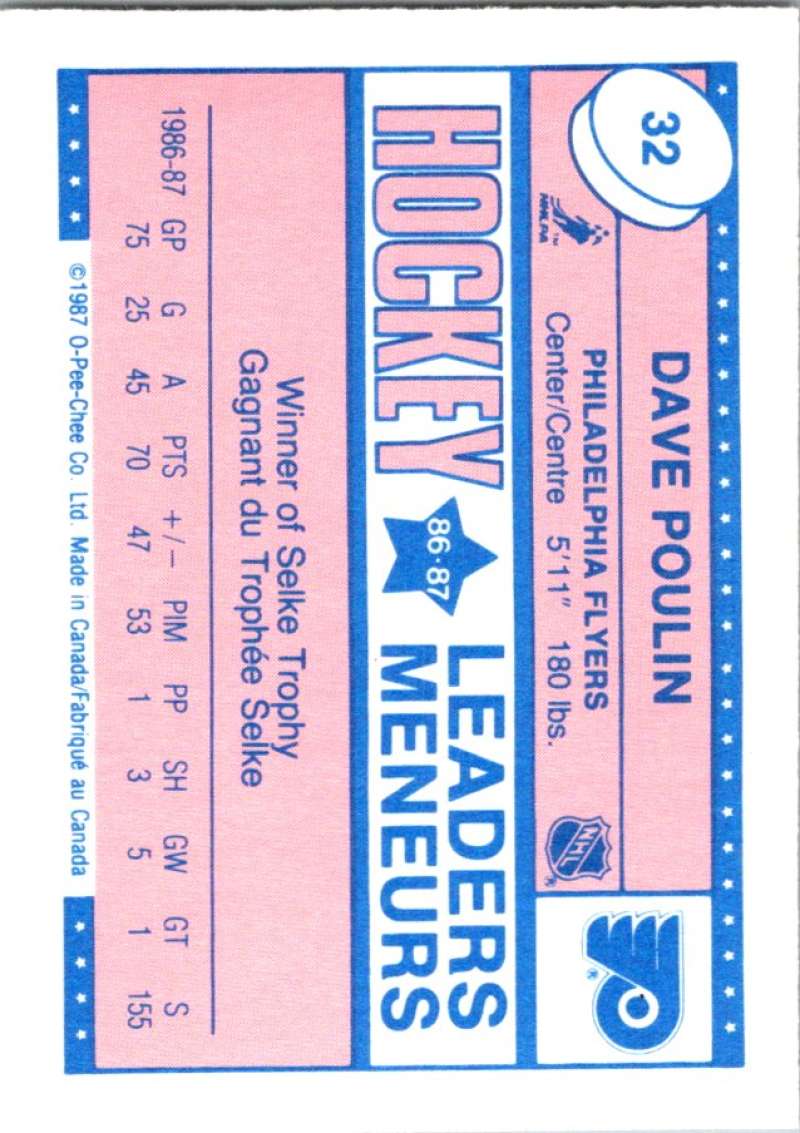 32
DAVE POULIN
NHLPA™
PHILADELPHIA FLYERS
Center/Centre 5'11" 180 lbs.
NHL®
®
HOCKEY
86·87
LEADERS
MENEURS
Winner of Selke Trophy
Gagnant du Trophée Selke
1986-87 GP G A PTS +/− PIM PP SH GW GT S
75 25 45 70 47 53 1 3 5 1 155
©1987 O-Pee-Chee Co. Ltd. Made in Canada/Fabriqué au Canada